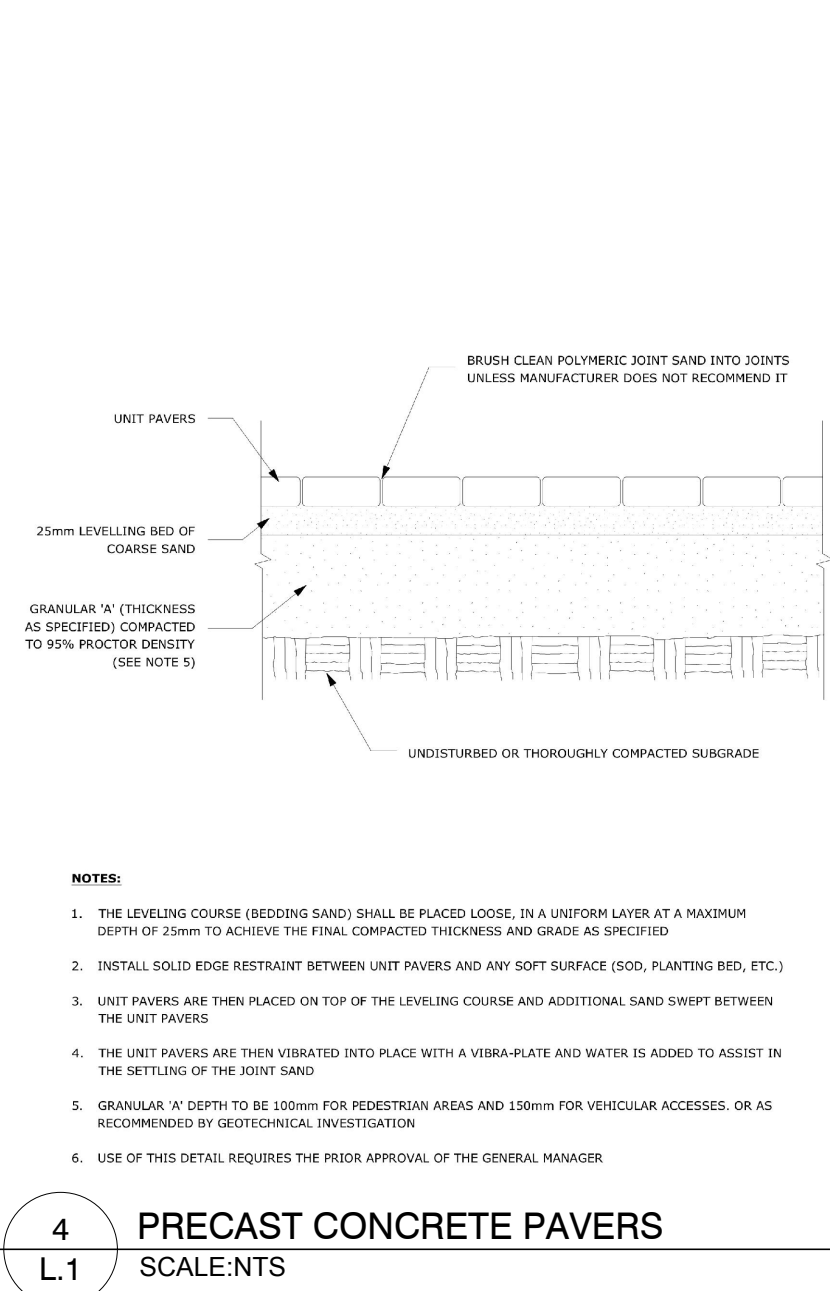 BRUSH CLEAN POLYMERIC JOINT SAND INTO JOINTS
UNLESS MANUFACTURER DOES NOT RECOMMEND IT
UNIT PAVERS
25mm LEVELLING BED OF
COARSE SAND
GRANULAR 'A' (THICKNESS
AS SPECIFIED) COMPACTED
TO 95% PROCTOR DENSITY
(SEE NOTE 5)
UNDISTURBED OR THOROUGHLY COMPACTED SUBGRADE
NOTES:
1. THE LEVELING COURSE (BEDDING SAND) SHALL BE PLACED LOOSE, IN A UNIFORM LAYER AT A MAXIMUM
DEPTH OF 25mm TO ACHIEVE THE FINAL COMPACTED THICKNESS AND GRADE AS SPECIFIED
2. INSTALL SOLID EDGE RESTRAINT BETWEEN UNIT PAVERS AND ANY SOFT SURFACE (SOD, PLANTING BED, ETC.)
3. UNIT PAVERS ARE THEN PLACED ON TOP OF THE LEVELING COURSE AND ADDITIONAL SAND SWEPT BETWEEN
THE UNIT PAVERS
4. THE UNIT PAVERS ARE THEN VIBRATED INTO PLACE WITH A VIBRA-PLATE AND WATER IS ADDED TO ASSIST IN
THE SETTLING OF THE JOINT SAND
5. GRANULAR 'A' DEPTH TO BE 100mm FOR PEDESTRIAN AREAS AND 150mm FOR VEHICULAR ACCESSES. OR AS
RECOMMENDED BY GEOTECHNICAL INVESTIGATION
6. USE OF THIS DETAIL REQUIRES THE PRIOR APPROVAL OF THE GENERAL MANAGER
4
PRECAST CONCRETE PAVERS
L.1
SCALE:NTS